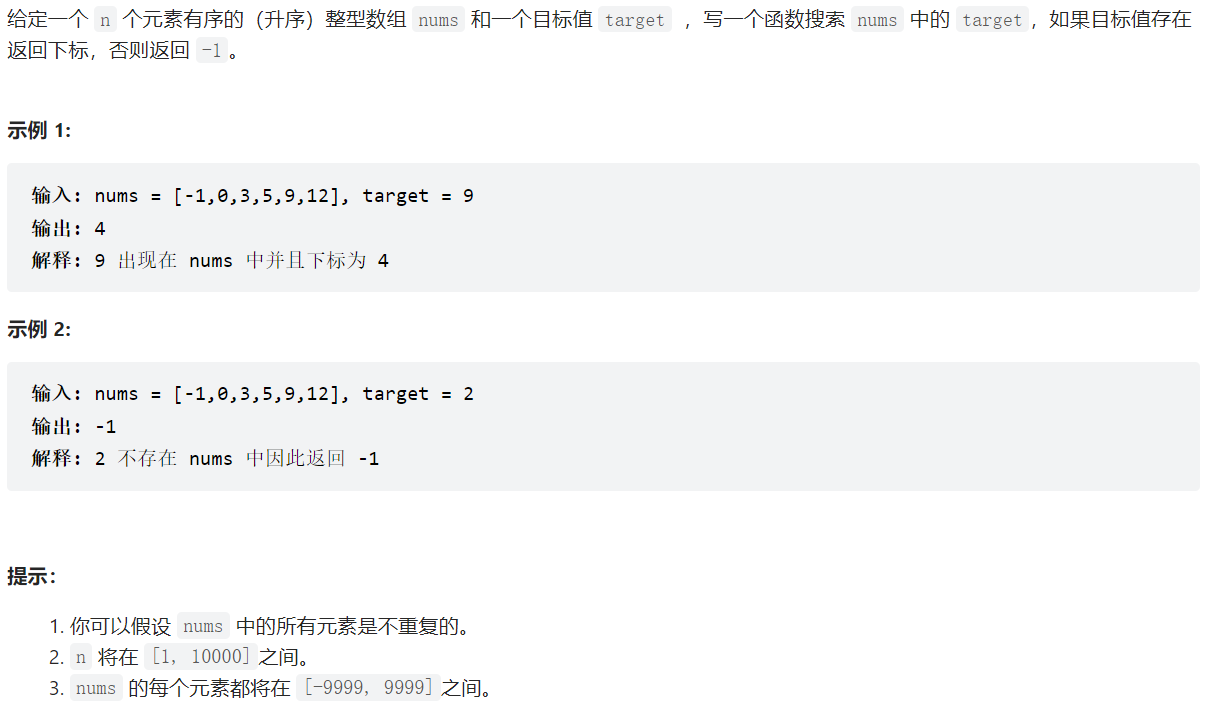 给定一个 n 个元素有序的（升序）整型数组 nums 和一个目标值 target ，写一个函数搜索 nums 中的 target，如果目标值存在
返回下标，否则返回 -1。
示例 1:
输入: nums = [-1,0,3,5,9,12], target = 9
输出: 4
解释: 9 出现在 nums 中并且下标为 4
示例 2:
输入: nums = [-1,0,3,5,9,12], target = 2
输出: -1
解释: 2 不存在 nums 中因此返回 -1
提示：
1. 你可以假设 nums 中的所有元素是不重复的。
2. n 将在 [1, 10000]之间。
3. nums 的每个元素都将在 [-9999, 9999]之间。